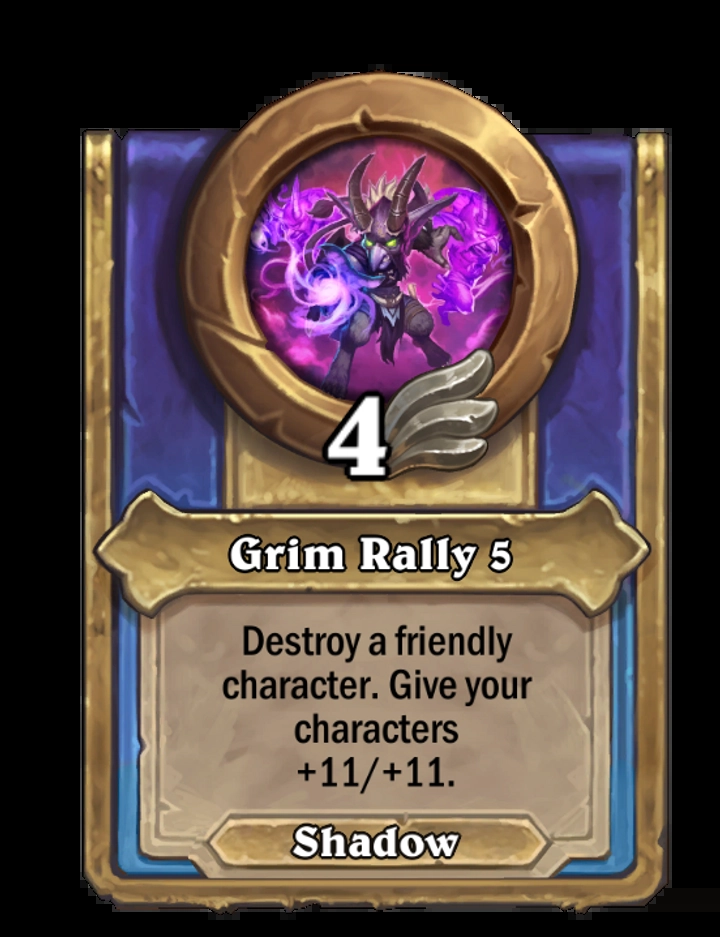 4
Grim Rally 5
Destroy a friendly
character. Give your
characters
+11/+11.
Shadow